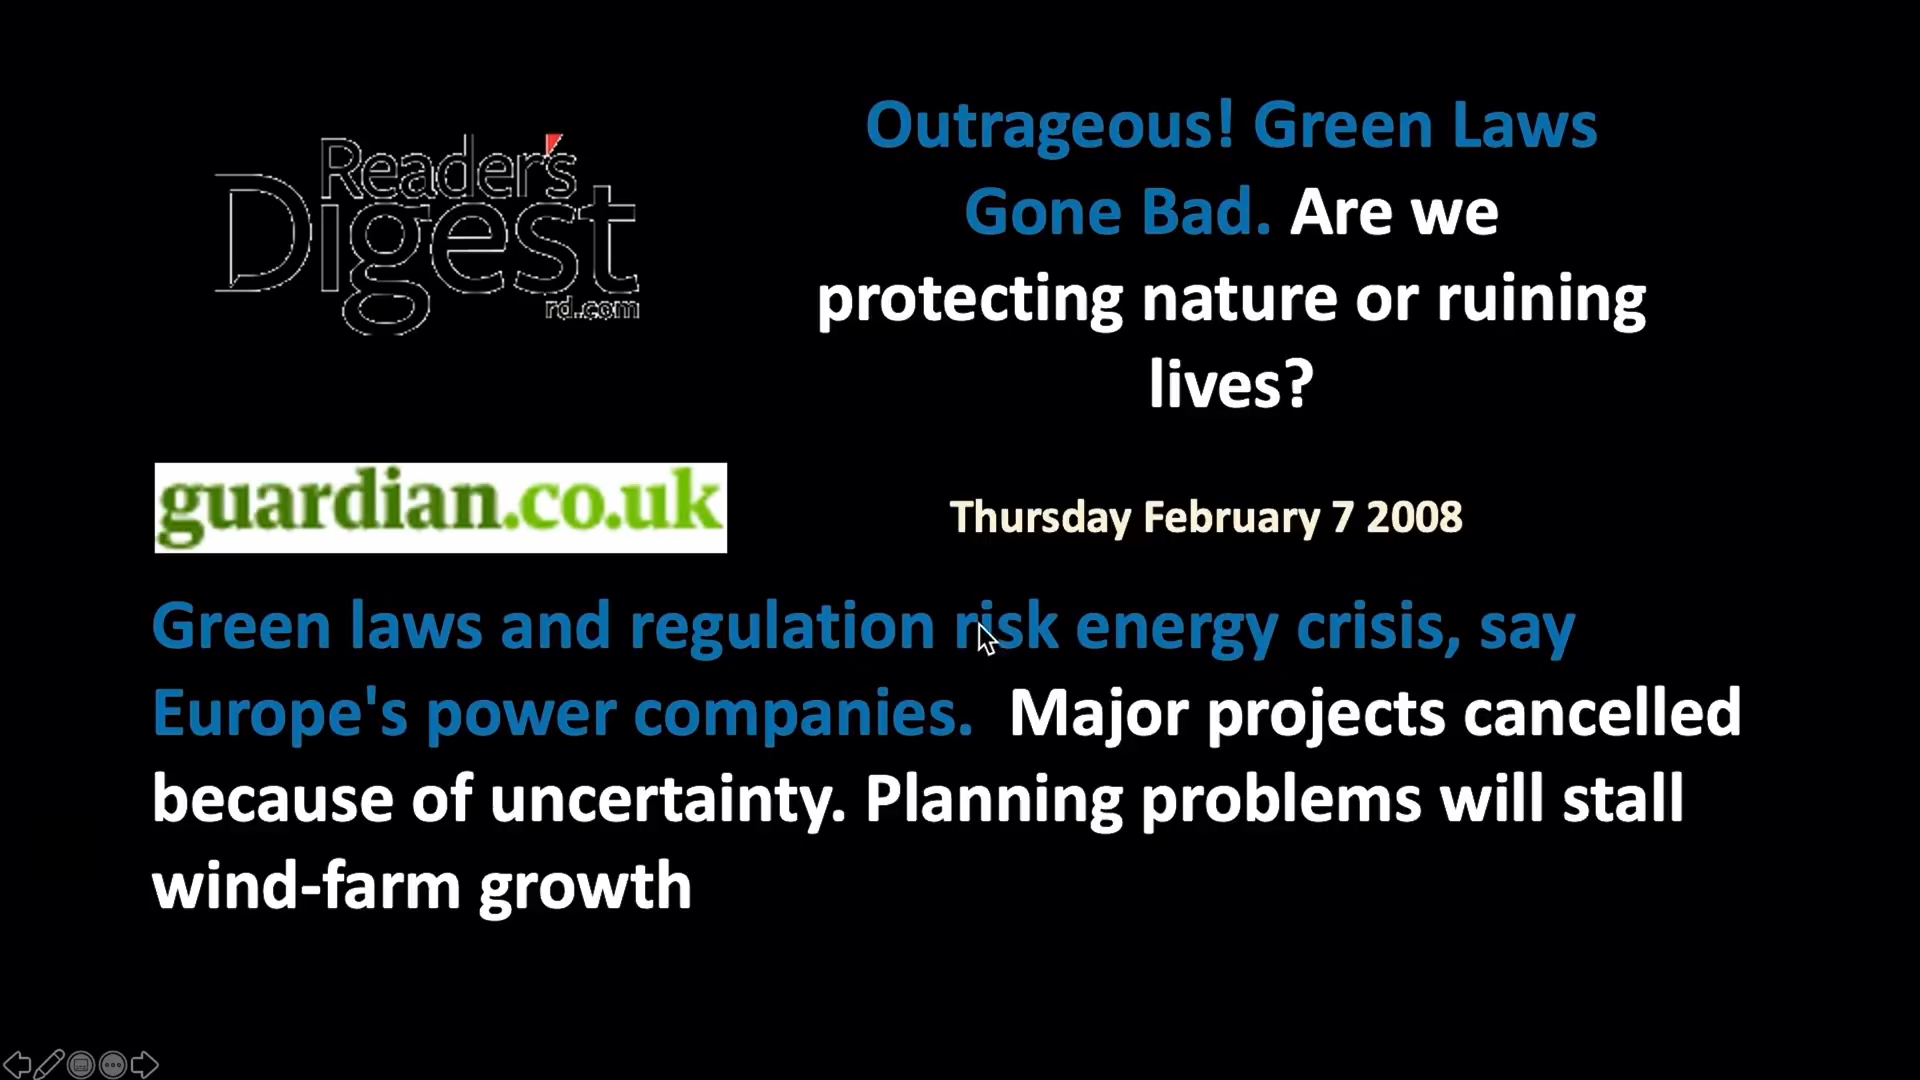 Reader's
Digest
rd.com
Outrageous! Green Laws
Gone Bad. Are we
protecting nature or ruining
lives?
guardian.co.uk
Thursday February 7 2008
Green laws and regulation risk energy crisis, say
Europe's power companies.  Major projects cancelled
because of uncertainty. Planning problems will stall
wind-farm growth